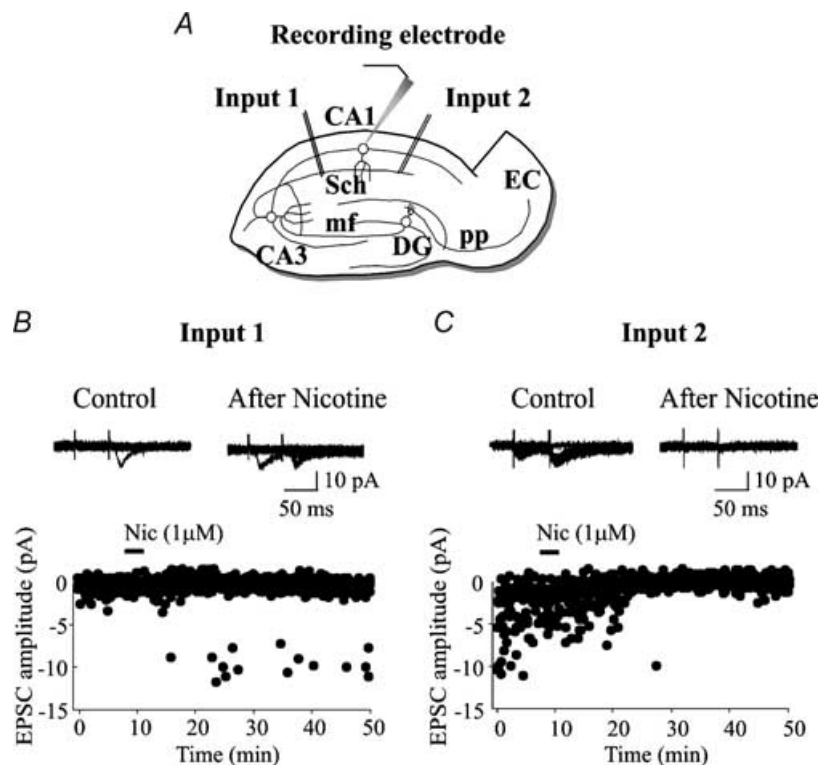 A
Recording electrode
Input 1
Input 2
CA1
EC
Sch
mf
CA3
DG
pp
B
Input 1
Control
After Nicotine
10 pA
50 ms
Nic (1μM)
EPSC amplitude (pA)
0
-5
-10
-15
0 10 20 30 40 50
Time (min)
C
Input 2
Control
After Nicotine
10 pA
50 ms
Nic (1μM)
EPSC amplitude (pA)
0
-5
-10
-15
0 10 20 30 40 50
Time (min)